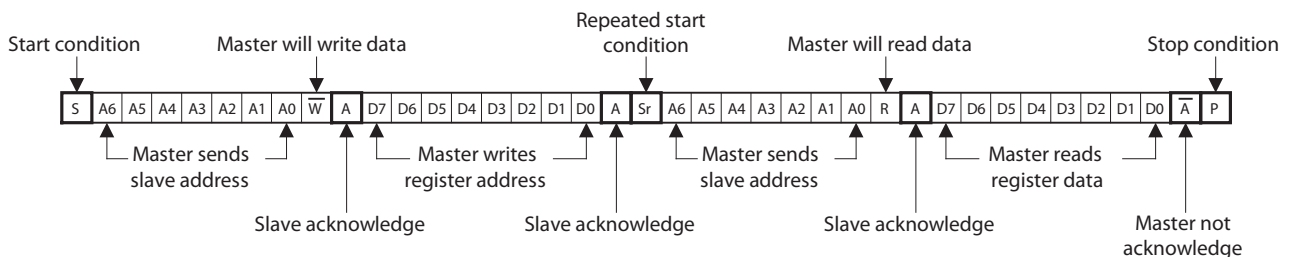 Repeated start
condition
Start condition
Master will write data
Master will read data
Stop condition
S A6 A5 A4 A3 A2 A1 A0 W̅ A D7 D6 D5 D4 D3 D2 D1 D0 A Sr A6 A5 A4 A3 A2 A1 A0 R A D7 D6 D5 D4 D3 D2 D1 D0 A̅ P
Master sends
slave address
Master writes
register address
Master sends
slave address
Master reads
register data
Slave acknowledge
Slave acknowledge
Slave acknowledge
Master not
acknowledge